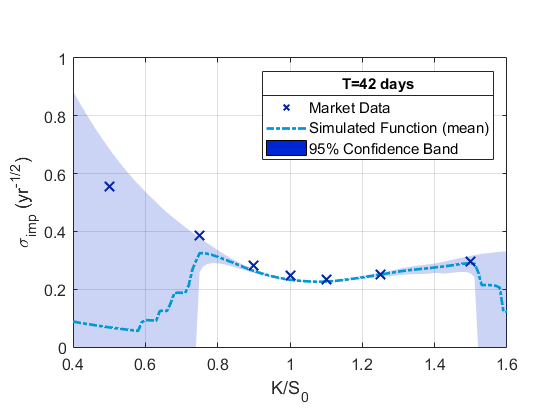 T=42 days
Market Data
Simulated Function (mean)
95% Confidence Band
1
0.8
0.6
0.4
0.2
0
σimp (yr-1/2)
0.4 0.6 0.8 1 1.2 1.4 1.6
K/S0